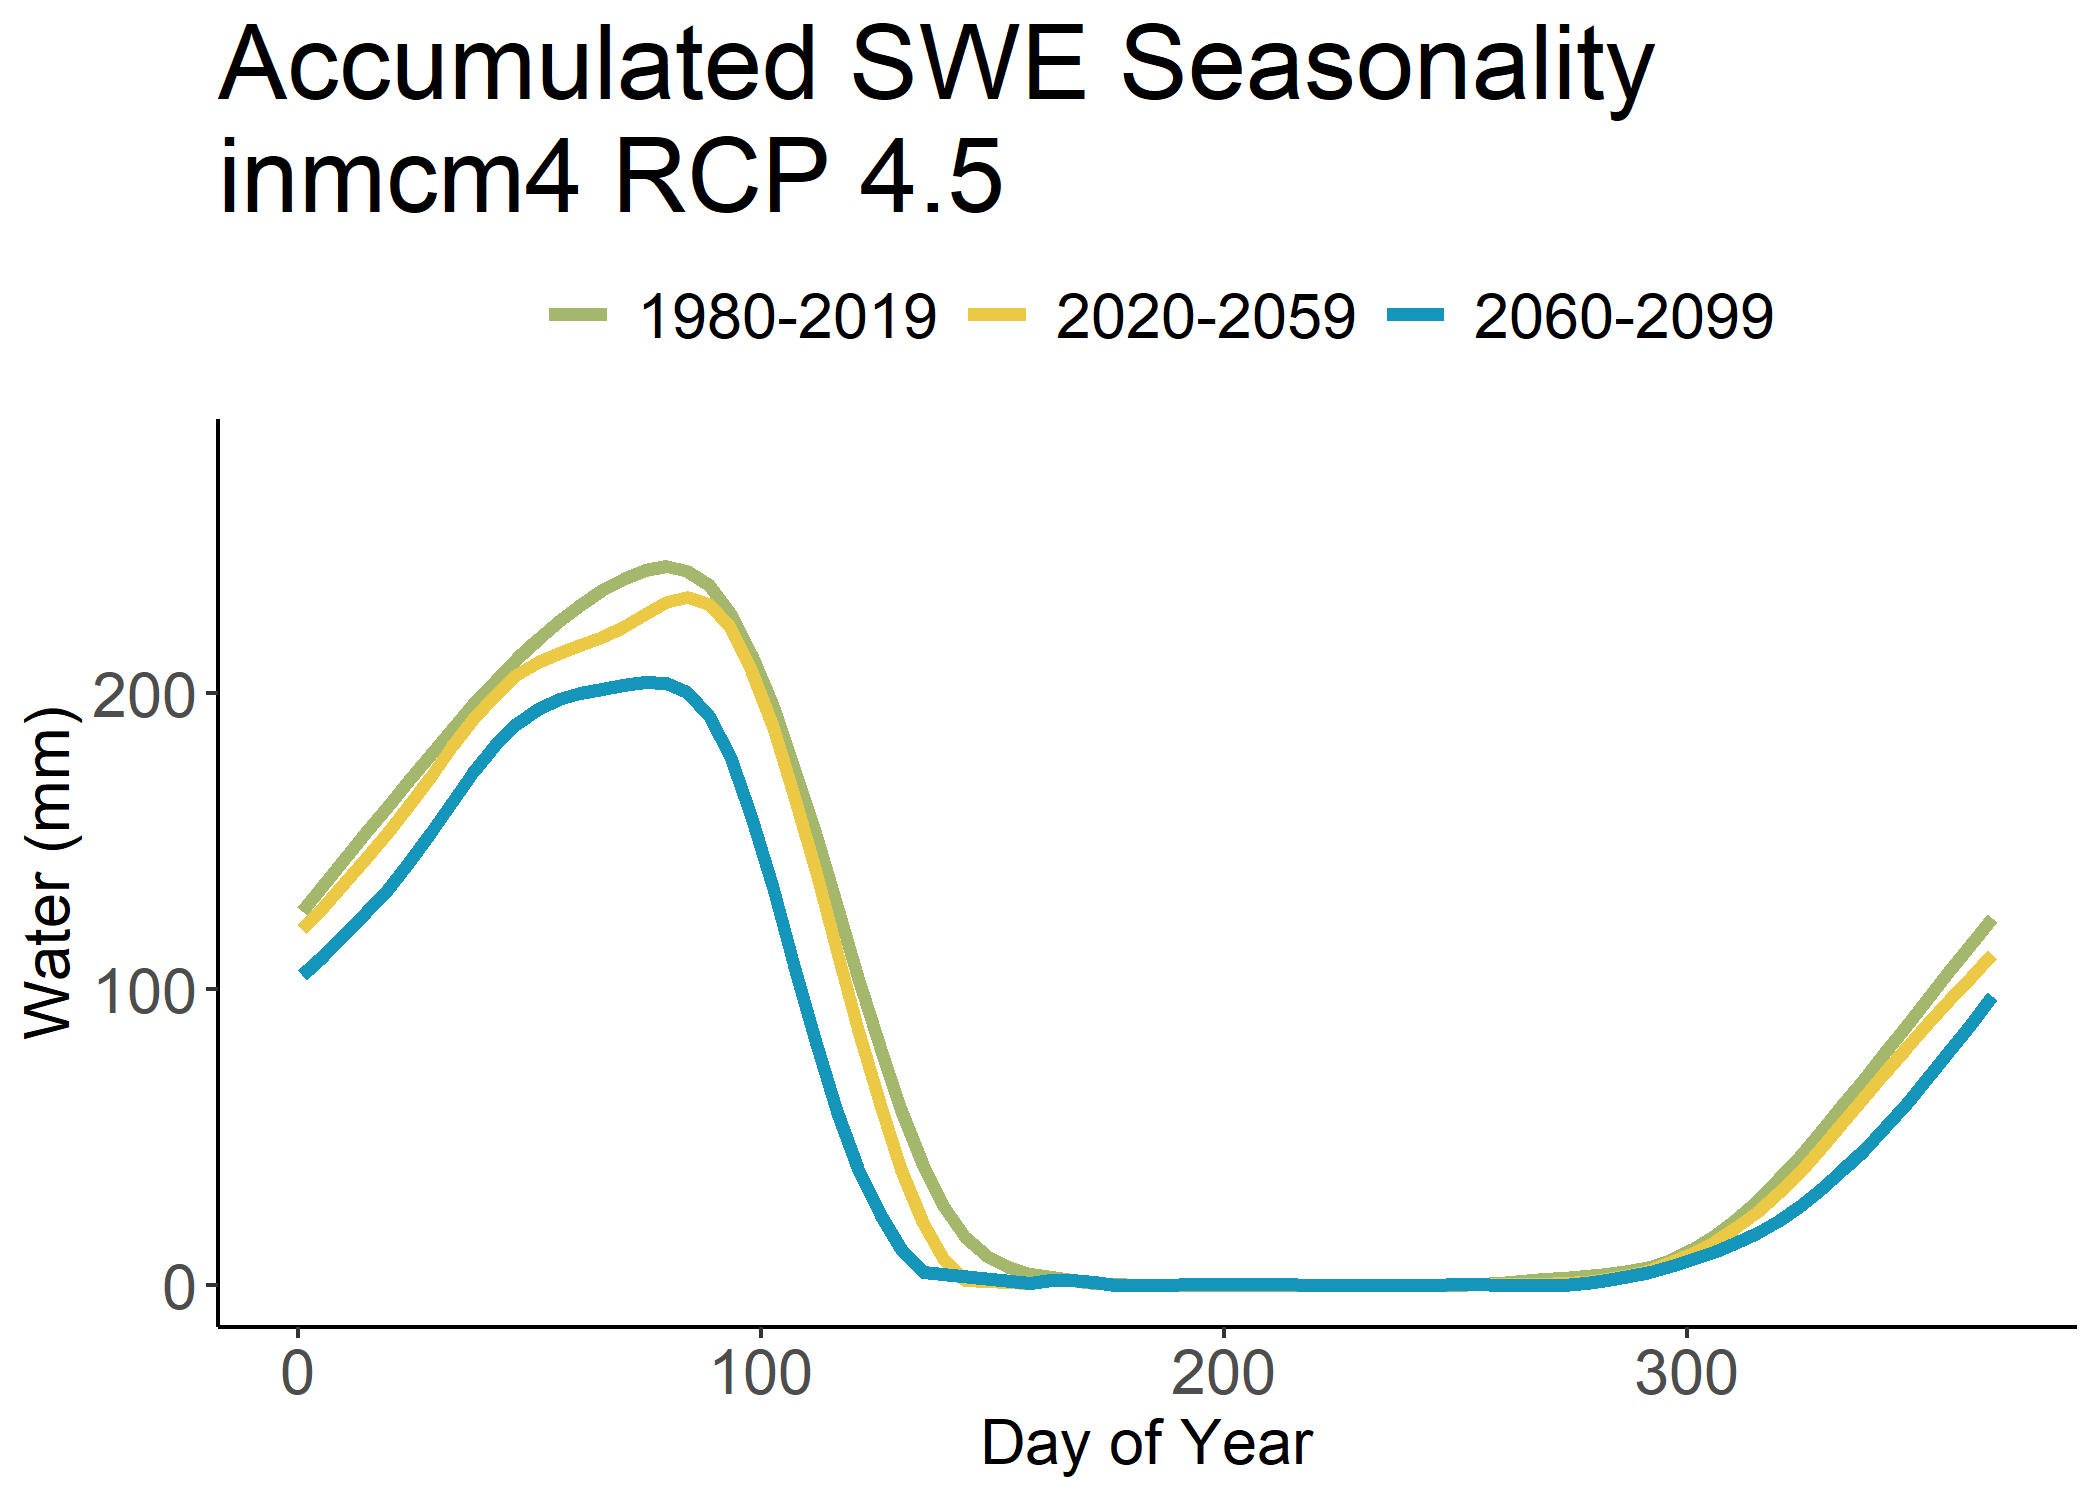 Accumulated SWE Seasonality
inmcm4 RCP 4.5
1980-2019 2020-2059 2060-2099
Water (mm)
200
100
0
0 100 200 300
Day of Year